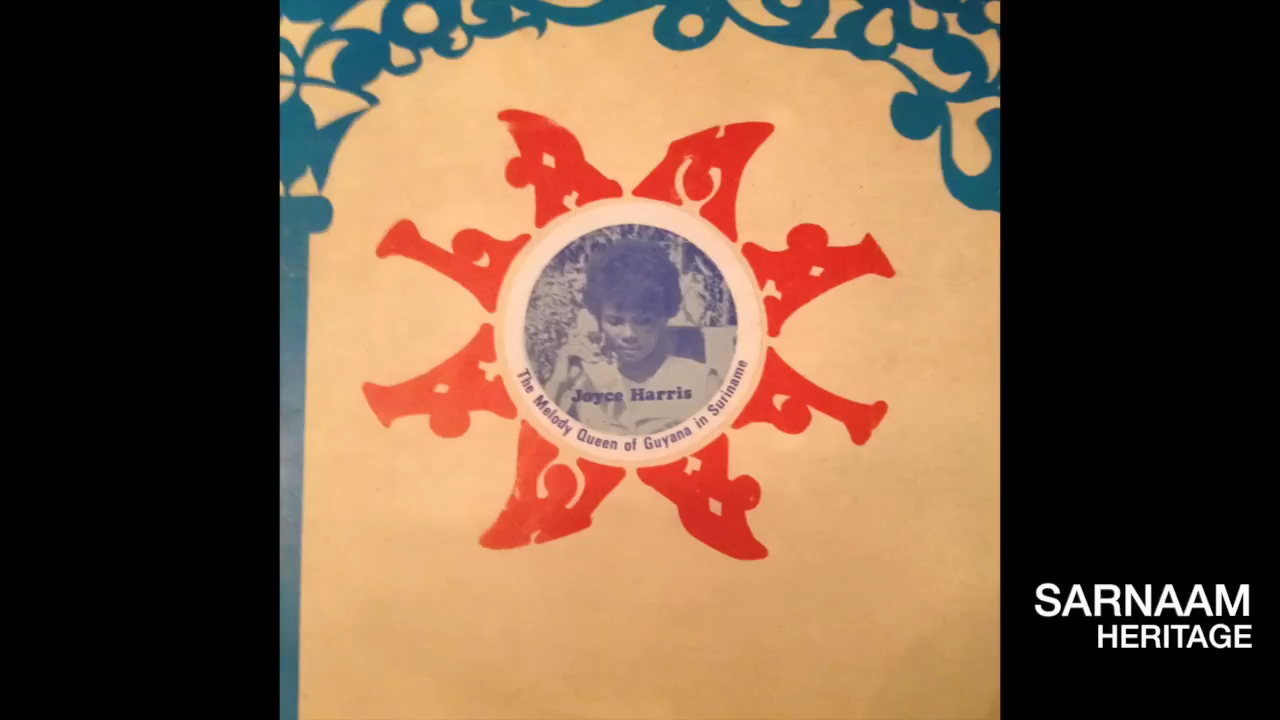 Joyce Harris
The Melody Queen of Guyana in Suriname
SARNAAM
HERITAGE